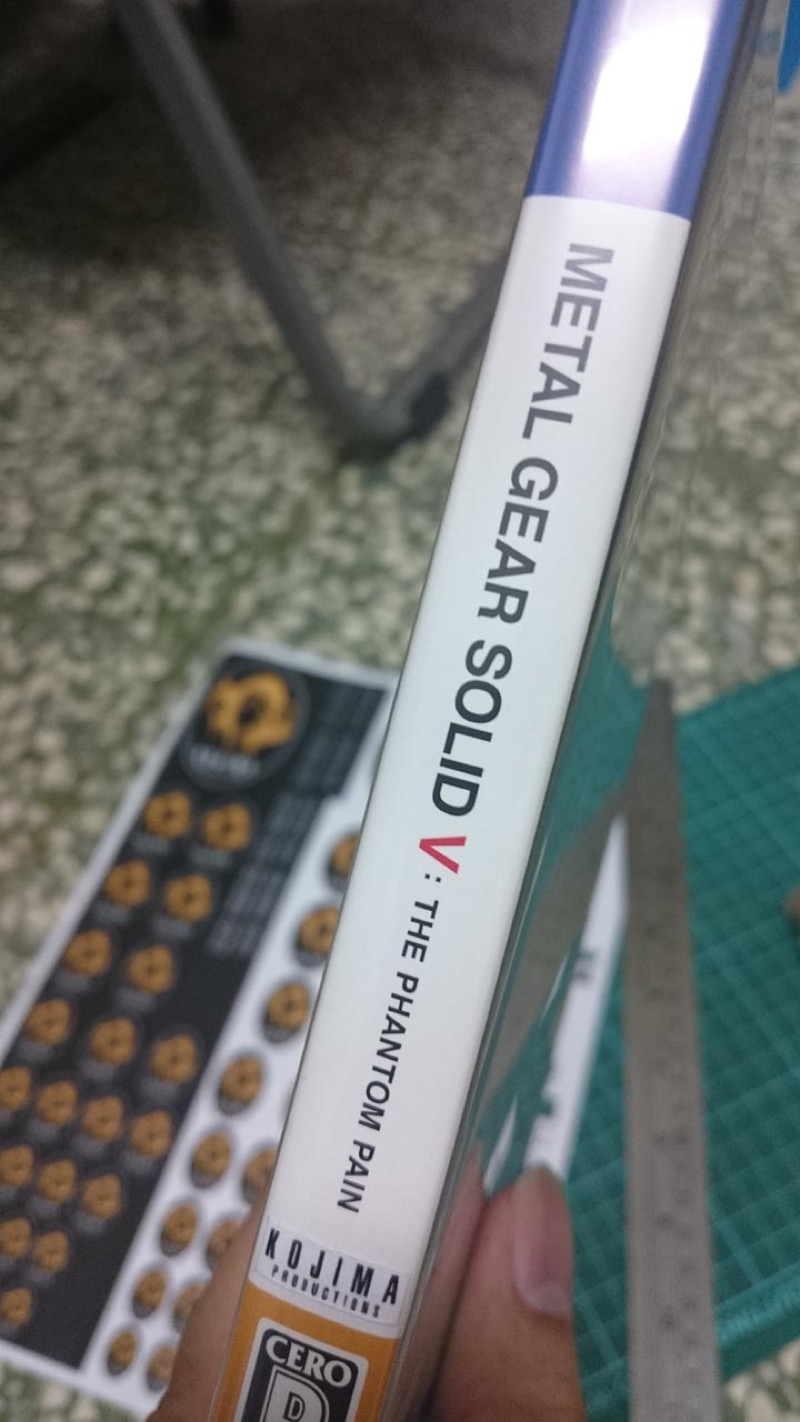 METAL GEAR SOLID V: THE PHANTOM PAIN
KOJIMA
PRODUCTIONS
CERO
D